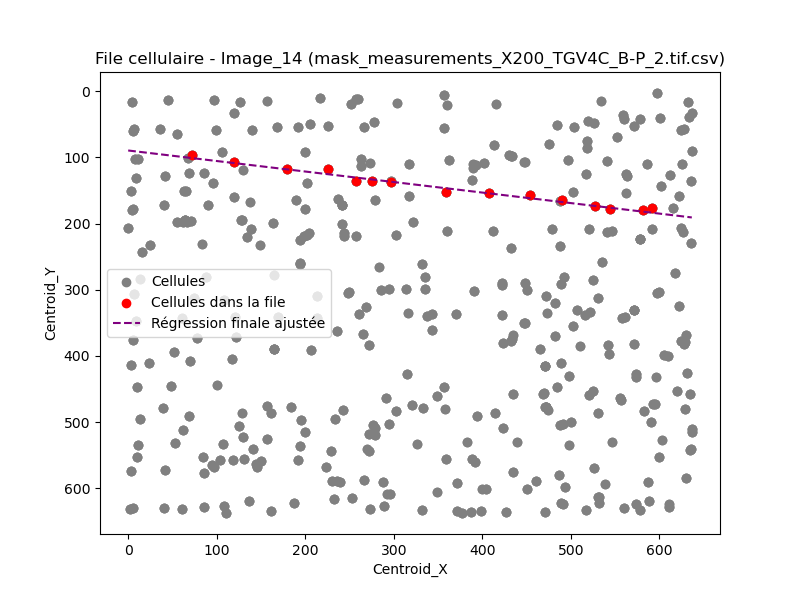 File cellulaire - Image_14 (mask_measurements_X200_TGV4C_B-P_2.tif.csv)
0
100
200
300
400
500
600
Centroid_Y
Cellules
Cellules dans la file
Régression finale ajustée
0 100 200 300 400 500 600
Centroid_X